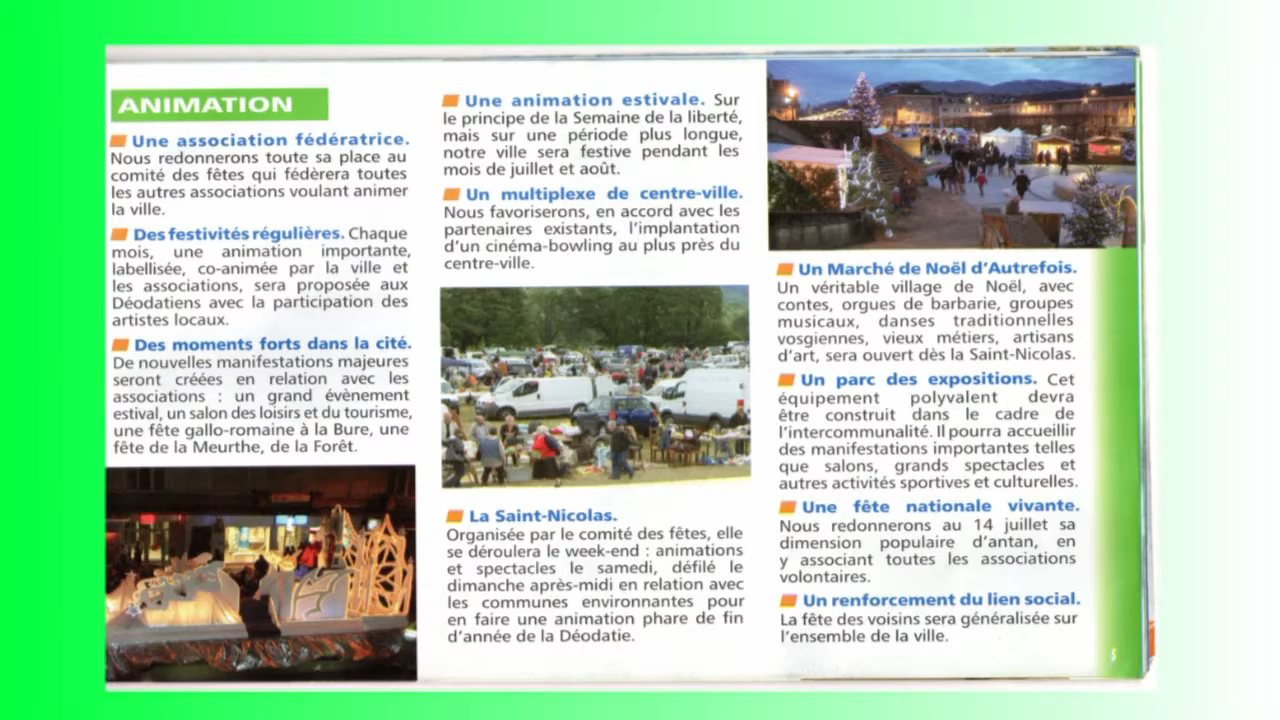 ANIMATION
Une association fédératrice.
Nous redonnerons toute sa place au
comité des fêtes qui fédèrera toutes
les autres associations voulant animer
la ville.
Des festivités régulières. Chaque
mois, une animation importante,
labellisée, co-animée par la ville et
les associations, sera proposée aux
Déodatiens avec la participation des
artistes locaux.
Des moments forts dans la cité.
De nouvelles manifestations majeures
seront créées en relation avec les
associations : un grand évènement
estival, un salon des loisirs et du tourisme,
une fête gallo-romaine à la Bure, une
fête de la Meurthe, de la Forêt.
Une animation estivale. Sur
le principe de la Semaine de la liberté,
mais sur une période plus longue,
notre ville sera festive pendant les
mois de juillet et août.
Un multiplexe de centre-ville.
Nous favoriserons, en accord avec les
partenaires existants, l'implantation
d'un cinéma-bowling au plus près du
centre-ville.
La Saint-Nicolas.
Organisée par le comité des fêtes, elle
se déroulera le week-end : animations
et spectacles le samedi, défilé le
dimanche après-midi en relation avec
les communes environnantes pour
en faire une animation phare de fin
d'année de la Déodatie.
Un Marché de Noël d'Autrefois.
Un véritable village de Noël, avec
contes, orgues de barbarie, groupes
musicaux, danses traditionnelles
vosgiennes, vieux métiers, artisans
d'art, sera ouvert dès la Saint-Nicolas.
Un parc des expositions. Cet
équipement polyvalent devra
être construit dans le cadre de
l'intercommunalité. Il pourra accueillir
des manifestations importantes telles
que salons, grands spectacles et
autres activités sportives et culturelles.
Une fête nationale vivante.
Nous redonnerons au 14 juillet sa
dimension populaire d'antan, en
y associant toutes les associations
volontaires.
Un renforcement du lien social.
La fête des voisins sera généralisée sur
l'ensemble de la ville.
5